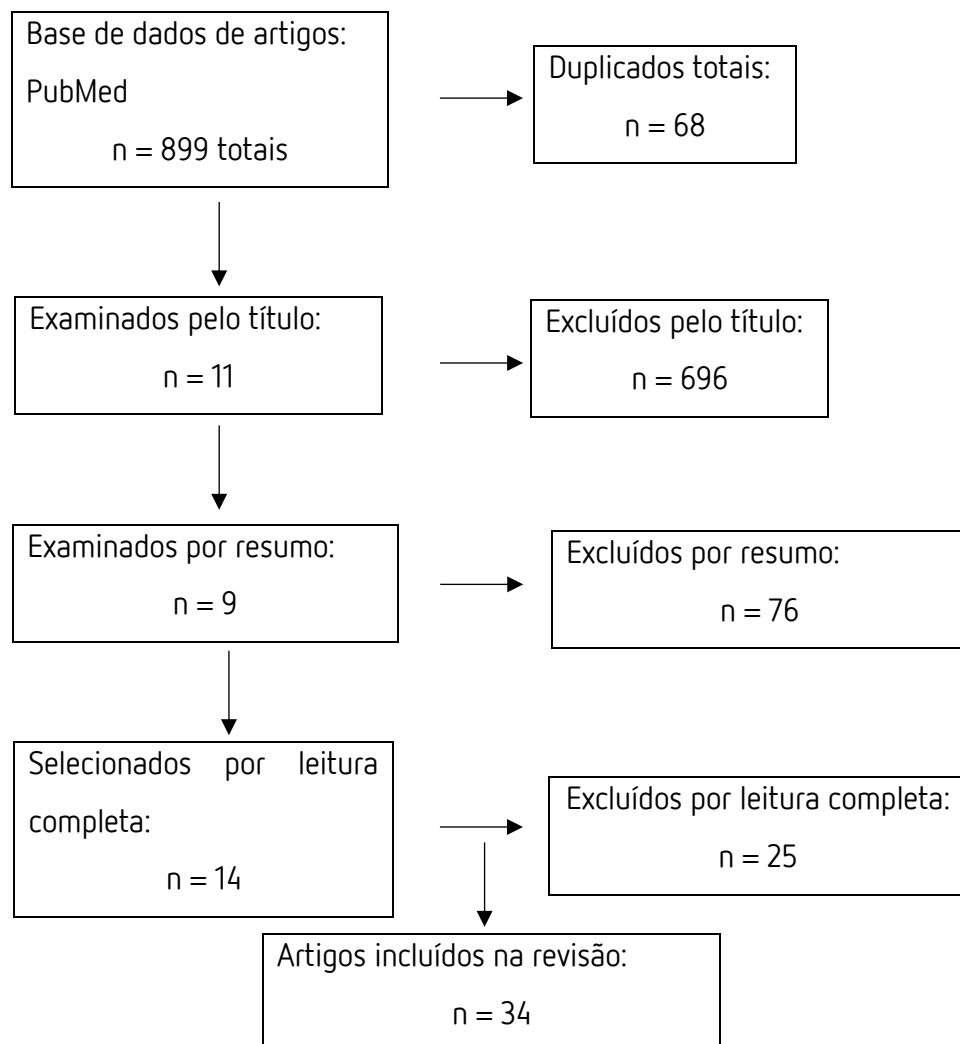 Base de dados de artigos:
PubMed
n = 899 totais
Duplicados totais:
n = 68
Examinados pelo título:
n = 11
Excluídos pelo título:
n = 696
Examinados por resumo:
n = 9
Excluídos por resumo:
n = 76
Selecionados por leitura
completa:
n = 14
Excluídos por leitura completa:
n = 25
Artigos incluídos na revisão:
n = 34